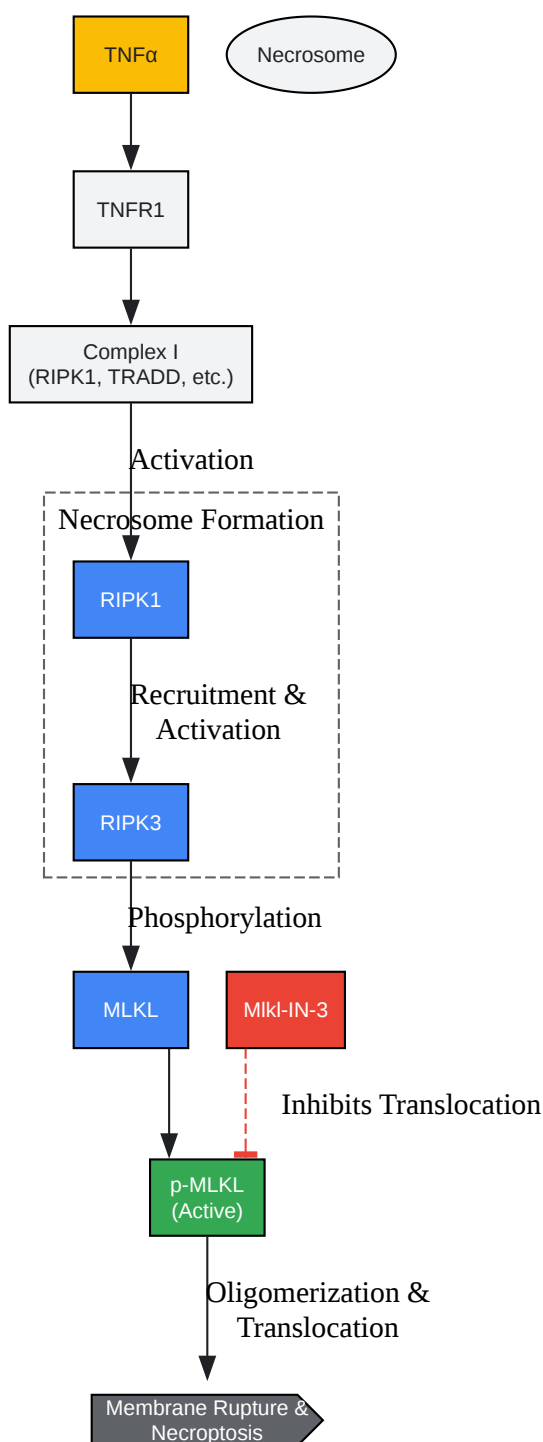 TNFα
Necrosome
TNFR1
Complex I
(RIPK1, TRADD, etc.)
Activation
Necrosome Formation
RIPK1
Recruitment &
Activation
RIPK3
Phosphorylation
MLKL
Mlkl-IN-3
Inhibits Translocation
p-MLKL
(Active)
Oligomerization &
Translocation
Membrane Rupture &
Necroptosis